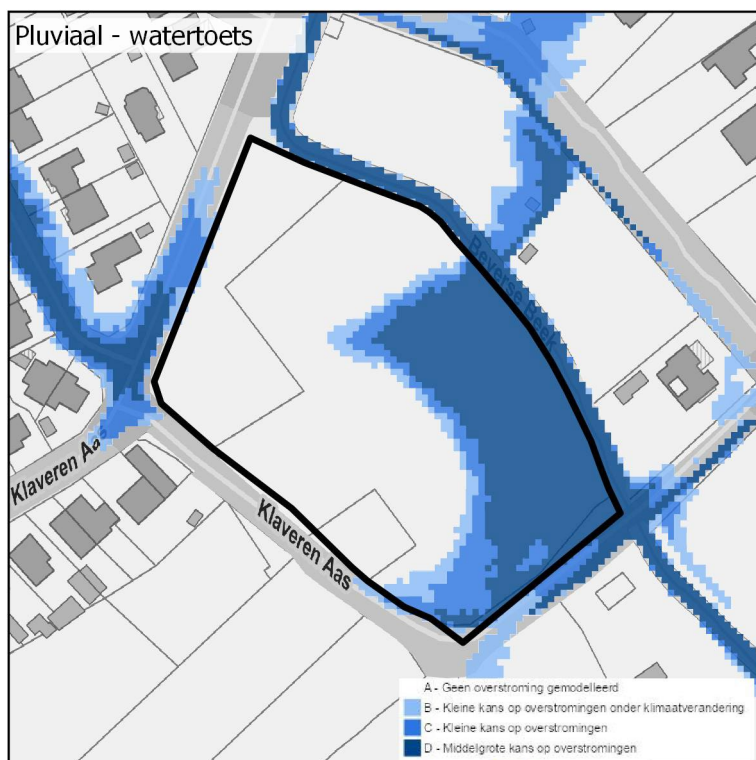 Pluviaal - watertoets
Beverse Beek
Klaveren Aas
Klaveren Aas
A - Geen overstroming gemodelleerd
B - Kleine kans op overstromingen onder klimaatverandering
C - Kleine kans op overstromingen
D - Middelgrote kans op overstromingen